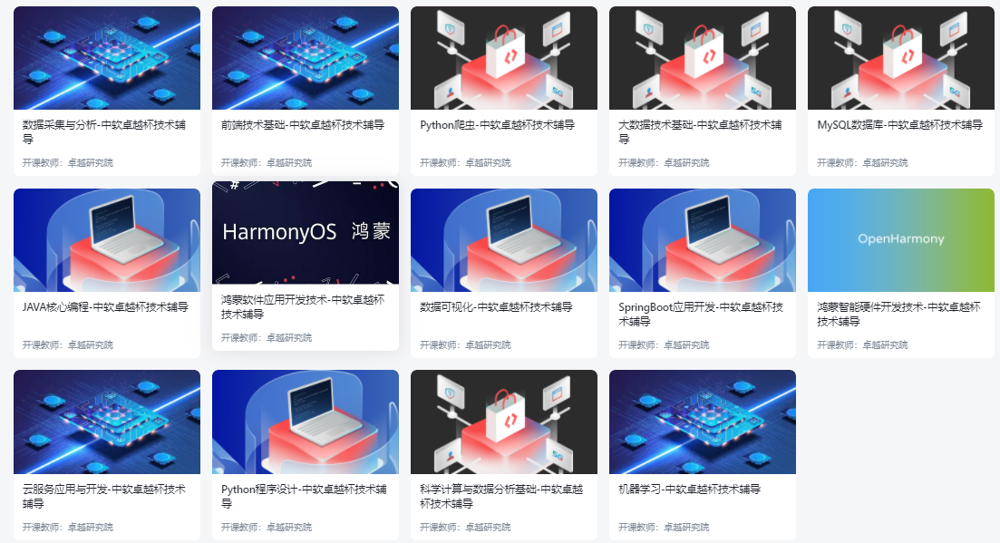 数据采集与分析-中软卓越杯技术辅
导
开课教师：卓越研究院
前端技术基础-中软卓越杯技术辅导
开课教师：卓越研究院
5G
Python爬虫-中软卓越杯技术辅导
开课教师：卓越研究院
5G
大数据技术基础-中软卓越杯技术辅
导
开课教师：卓越研究院
5G
MySQL数据库-中软卓越杯技术辅导
开课教师：卓越研究院
JAVA核心编程-中软卓越杯技术辅导
开课教师：卓越研究院
#
HarmonyOS 鸿蒙
鸿蒙软件应用开发技术-中软卓越杯
技术辅导
开课教师：卓越研究院
数据可视化-中软卓越杯技术辅导
开课教师：卓越研究院
SpringBoot应用开发-中软卓越杯技
术辅导
开课教师：卓越研究院
OpenHarmony
鸿蒙智能硬件开发技术-中软卓越杯
技术辅导
开课教师：卓越研究院
云服务应用与开发-中软卓越杯技术
辅导
开课教师：卓越研究院
Python程序设计-中软卓越杯技术辅
导
开课教师：卓越研究院
5G
科学计算与数据分析基础-中软卓越
杯技术辅导
开课教师：卓越研究院
机器学习-中软卓越杯技术辅导
开课教师：卓越研究院